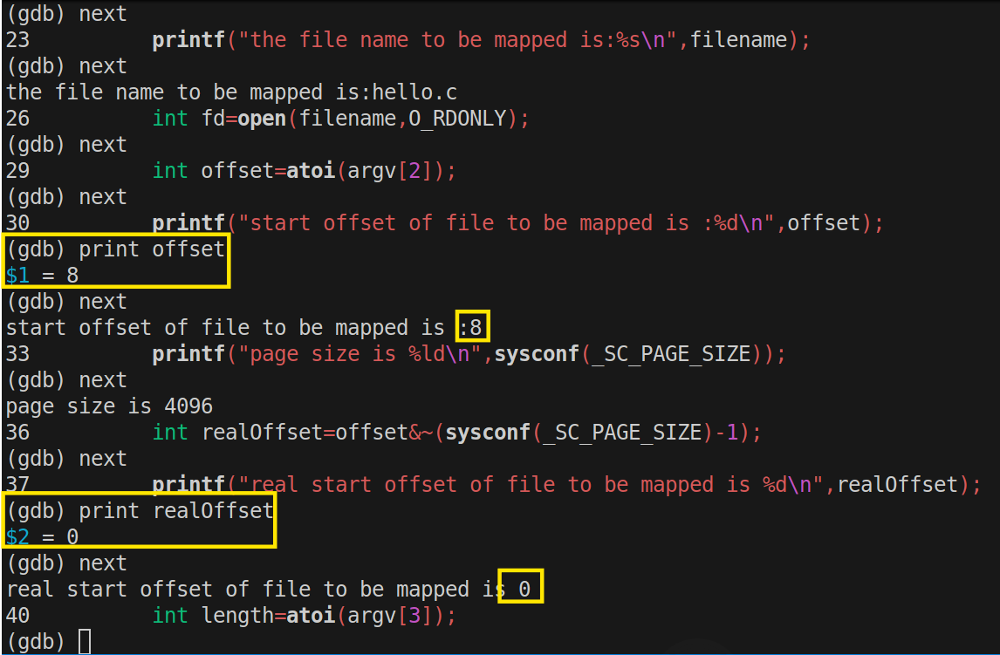 (gdb) next
23          printf("the file name to be mapped is:%s\n",filename);
(gdb) next
the file name to be mapped is:hello.c
26          int fd=open(filename,O_RDONLY);
(gdb) next
29          int offset=atoi(argv[2]);
(gdb) next
30          printf("start offset of file to be mapped is :%d\n",offset);
(gdb) print offset
$1 = 8
(gdb) next
start offset of file to be mapped is :8
33          printf("page size is %ld\n",sysconf(_SC_PAGE_SIZE));
(gdb) next
page size is 4096
36          int realOffset=offset&~(sysconf(_SC_PAGE_SIZE)-1);
(gdb) next
37          printf("real start offset of file to be mapped is %d\n",realOffset);
(gdb) print realOffset
$2 = 0
(gdb) next
real start offset of file to be mapped is 0
40          int length=atoi(argv[3]);
(gdb)